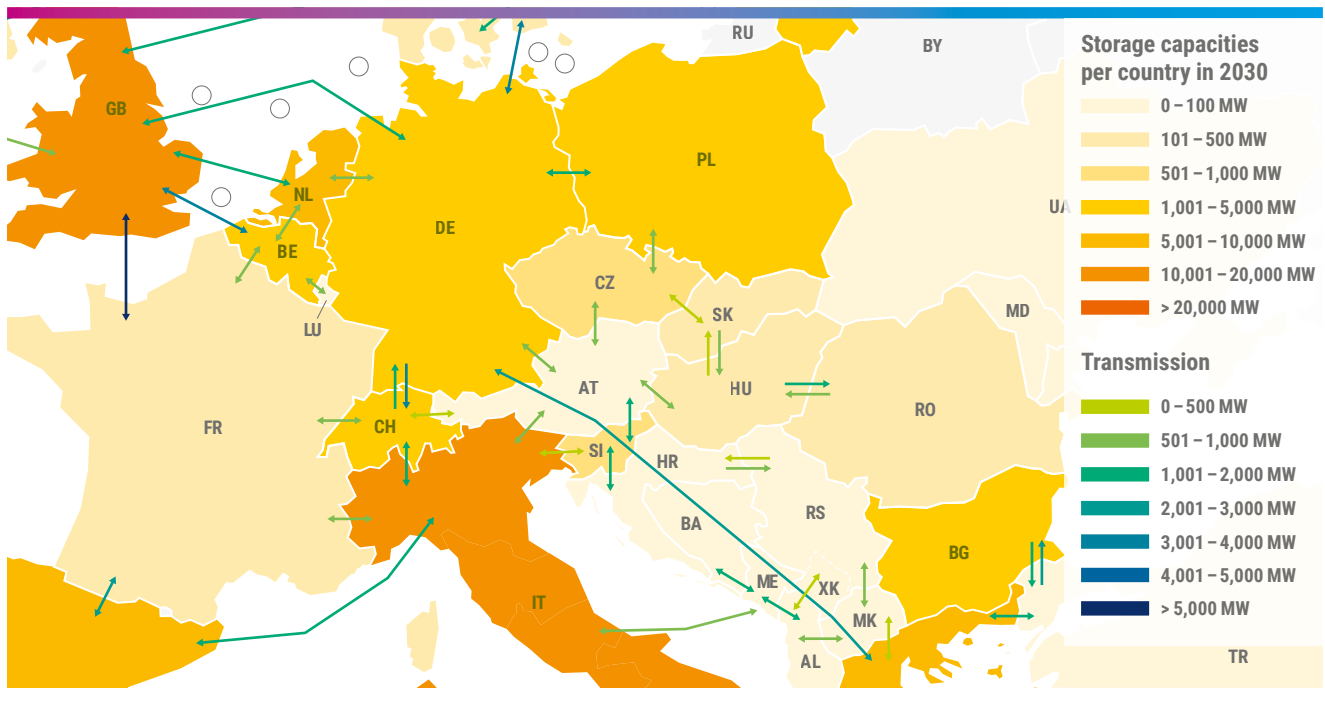 RU
BY
Storage capacities
per country in 2030
0–100 MW
101–500 MW
501–1,000 MW
1,001–5,000 MW
5,001–10,000 MW
10,001–20,000 MW
> 20,000 MW
GB
PL
NL
UA
DE
BE
CZ
LU
SK
MD
Transmission
0–500 MW
501–1,000 MW
1,001–2,000 MW
2,001–3,000 MW
3,001–4,000 MW
4,001–5,000 MW
> 5,000 MW
AT
HU
RO
FR
CH
SI
HR
BA
RS
BG
ME
XK
IT
MK
AL
TR